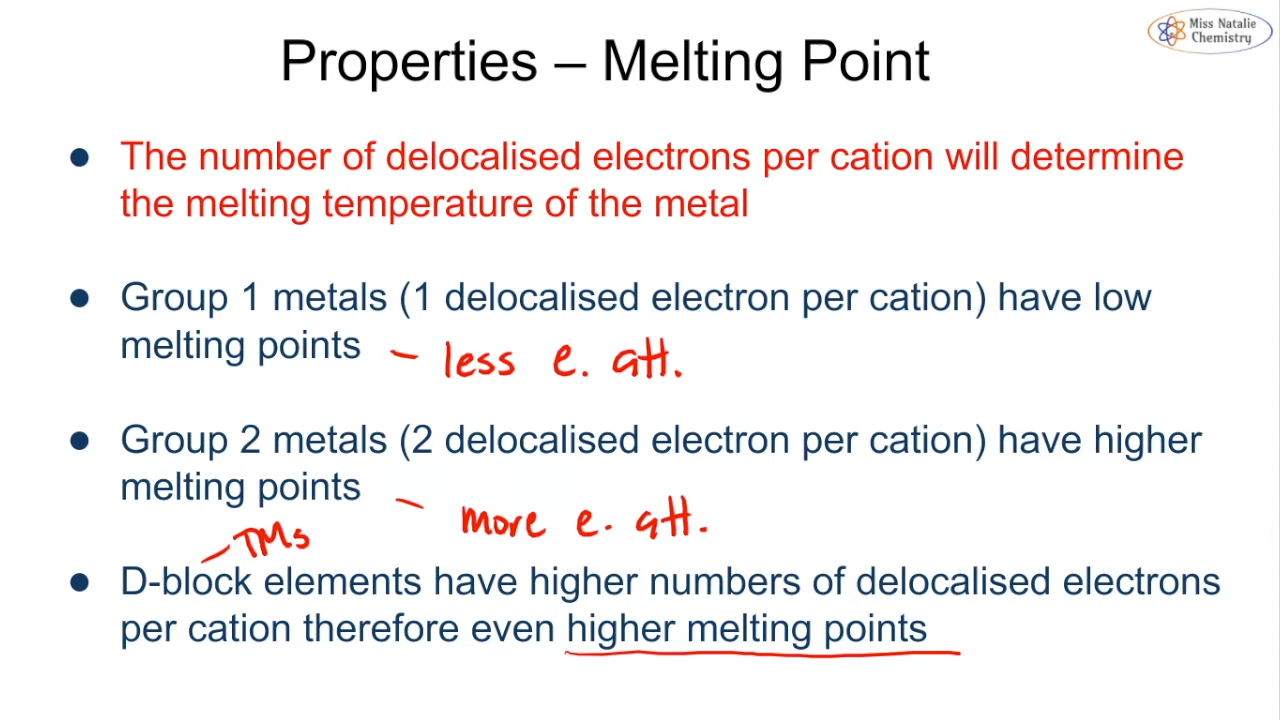 Miss Natalie
Chemistry
Properties – Melting Point
● The number of delocalised electrons per cation will determine
the melting temperature of the metal
● Group 1 metals (1 delocalised electron per cation) have low
melting points
– less e. att.
● Group 2 metals (2 delocalised electron per cation) have higher
melting points
– more e. att.
– TMs
● D-block elements have higher numbers of delocalised electrons
per cation therefore even higher melting points